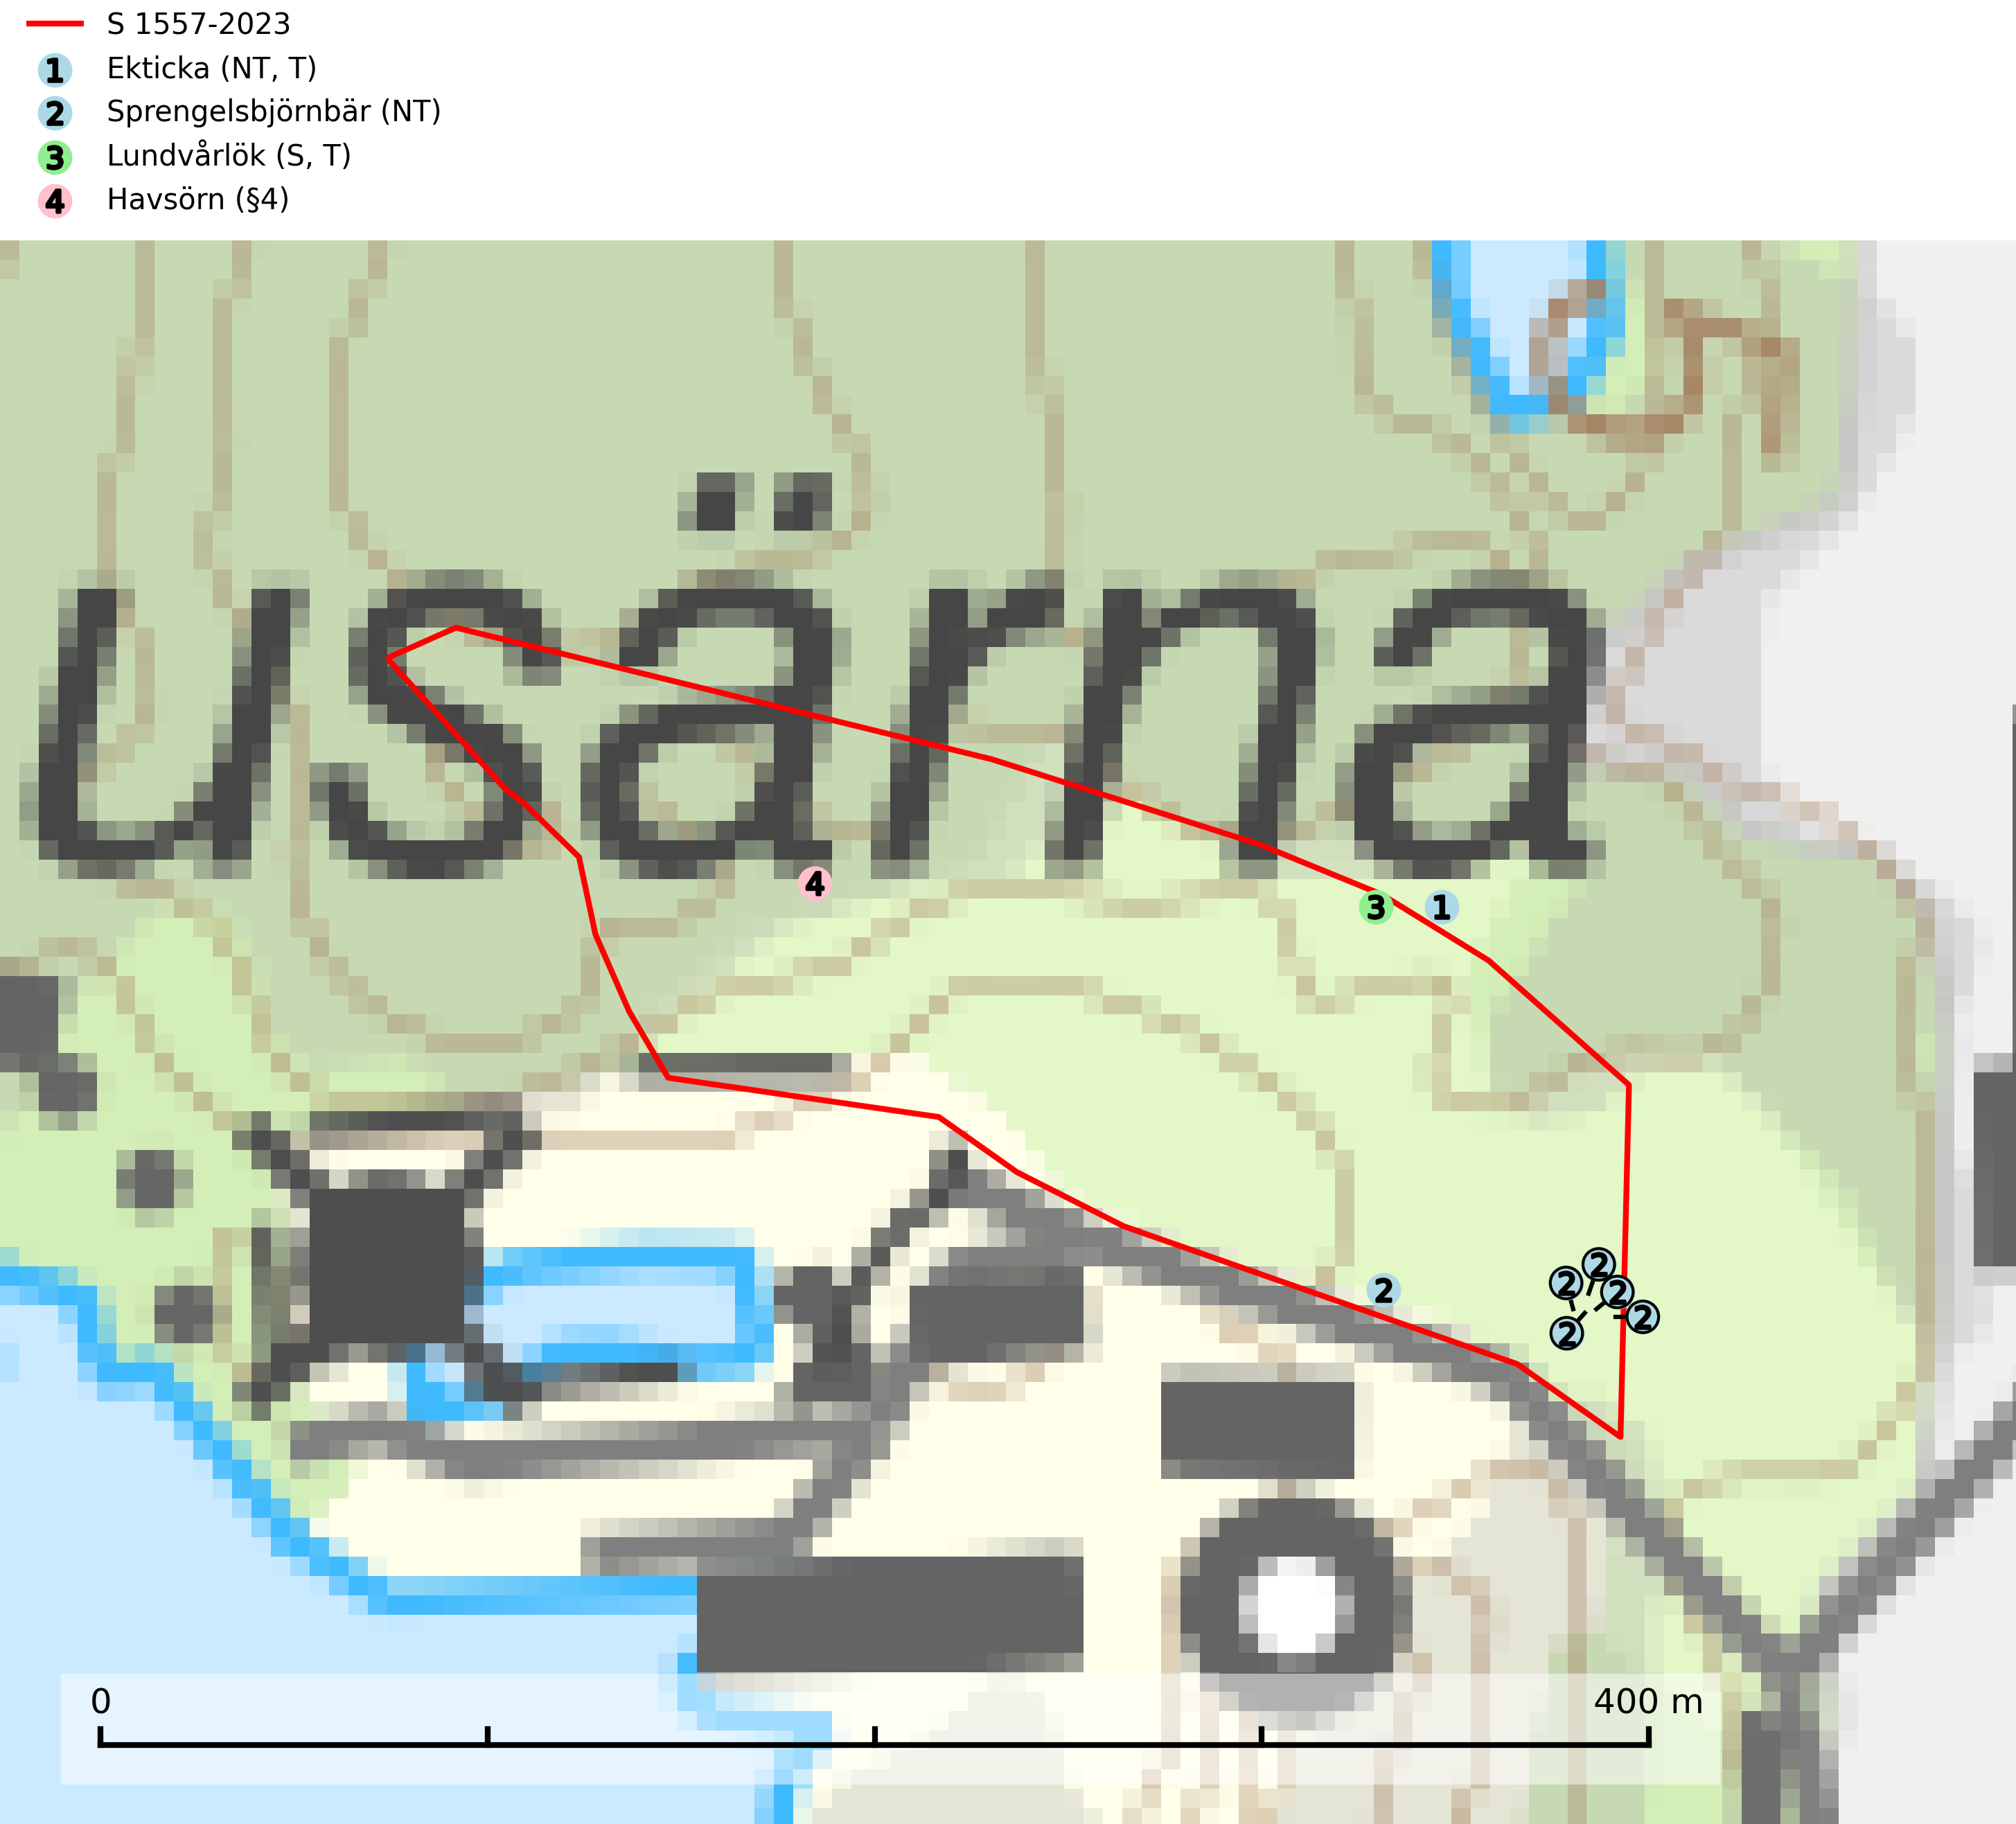 S 1557-2023
1 Ekticka (NT, T)
2 Sprengelsbjörnbär (NT)
3 Lundvårlök (S, T)
4 Havsörn (§4)
usärna
4
3 1
2
2
2
2
2
2
0 400 m